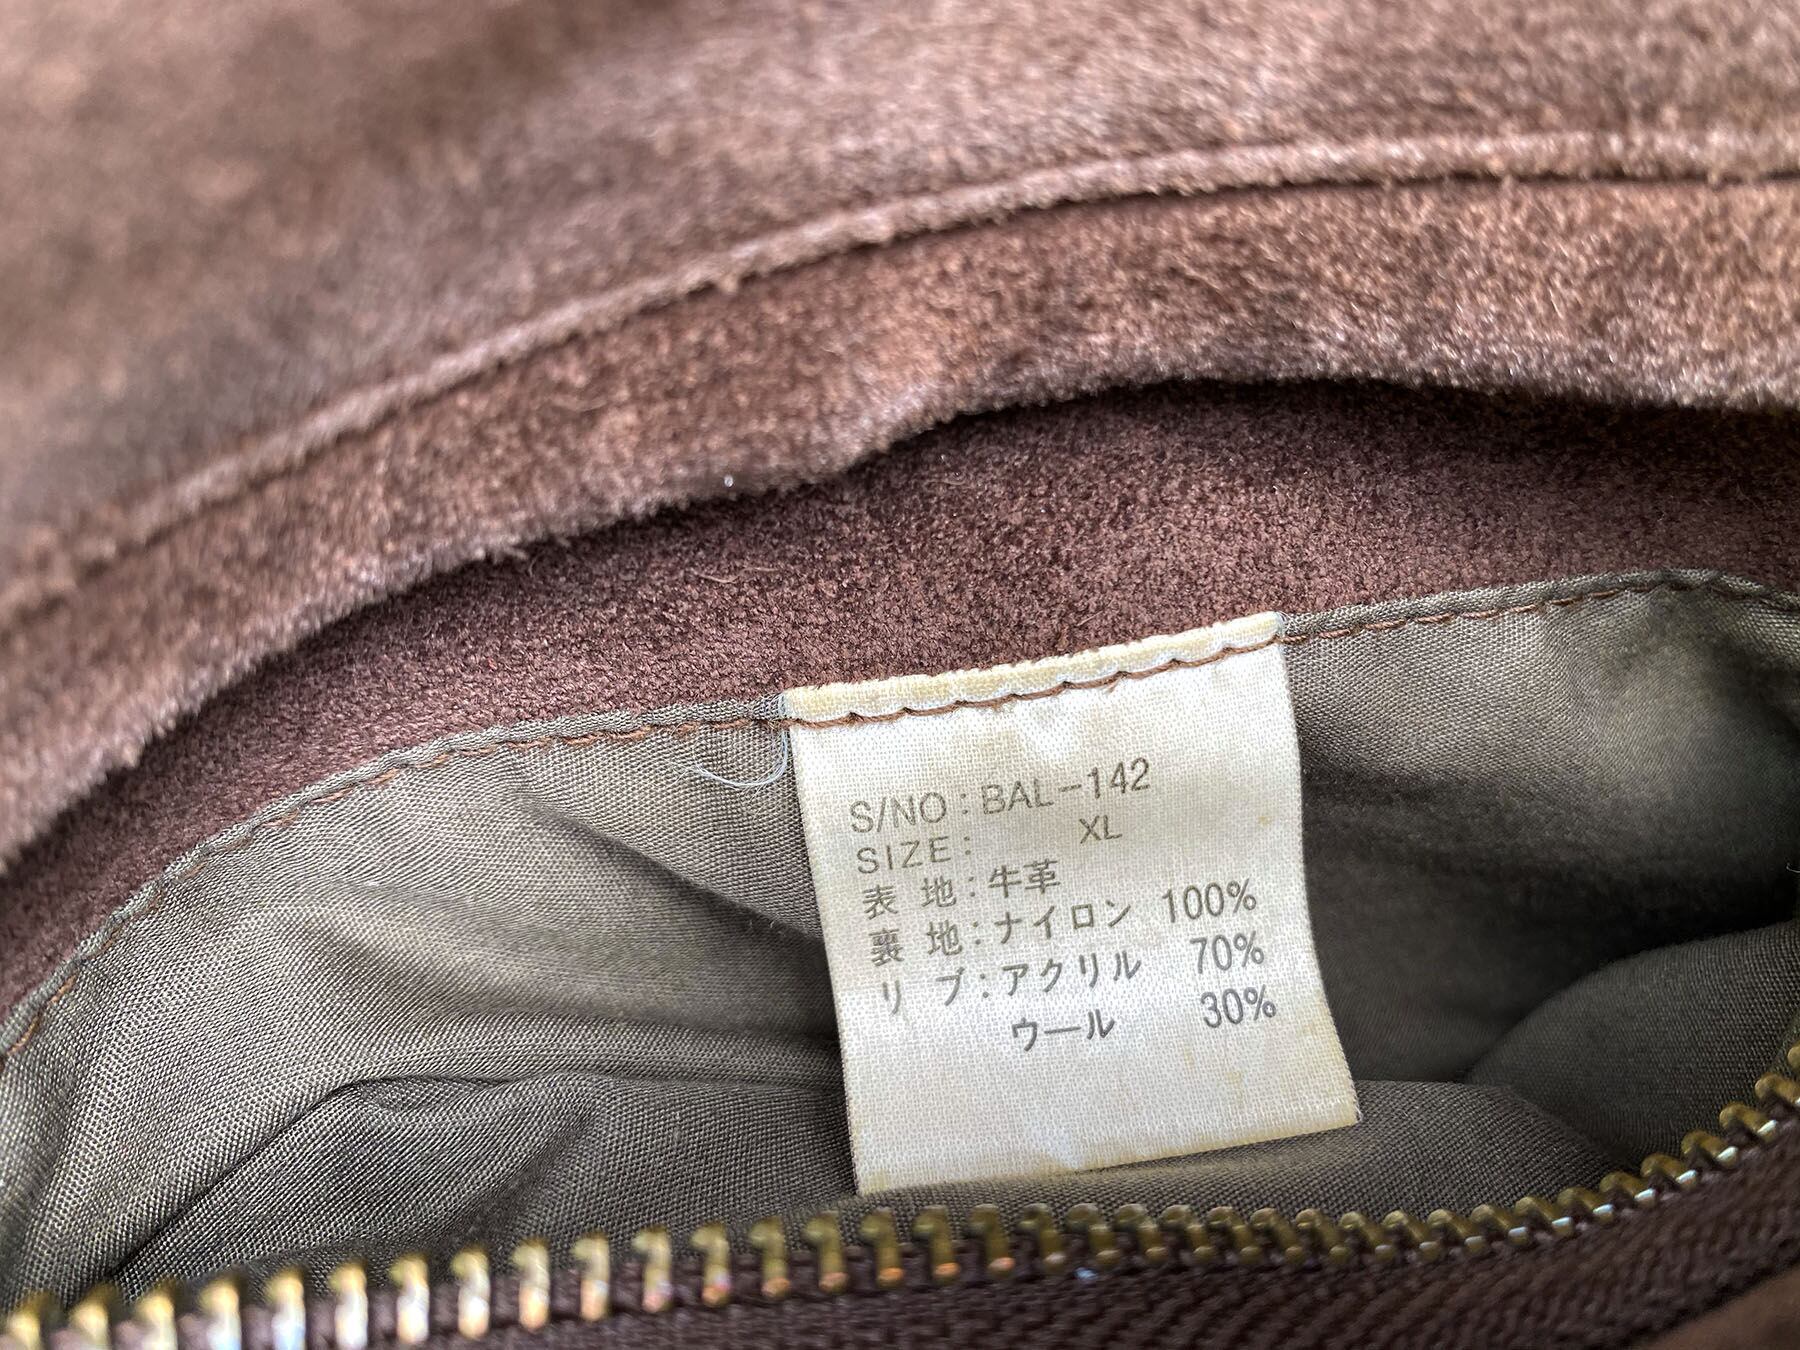 S/NO : BAL-142
SIZE : XL
表 地 : 牛革
裏 地 : ナイロン 100%
リ ブ : アクリル 70%
ウール 30%